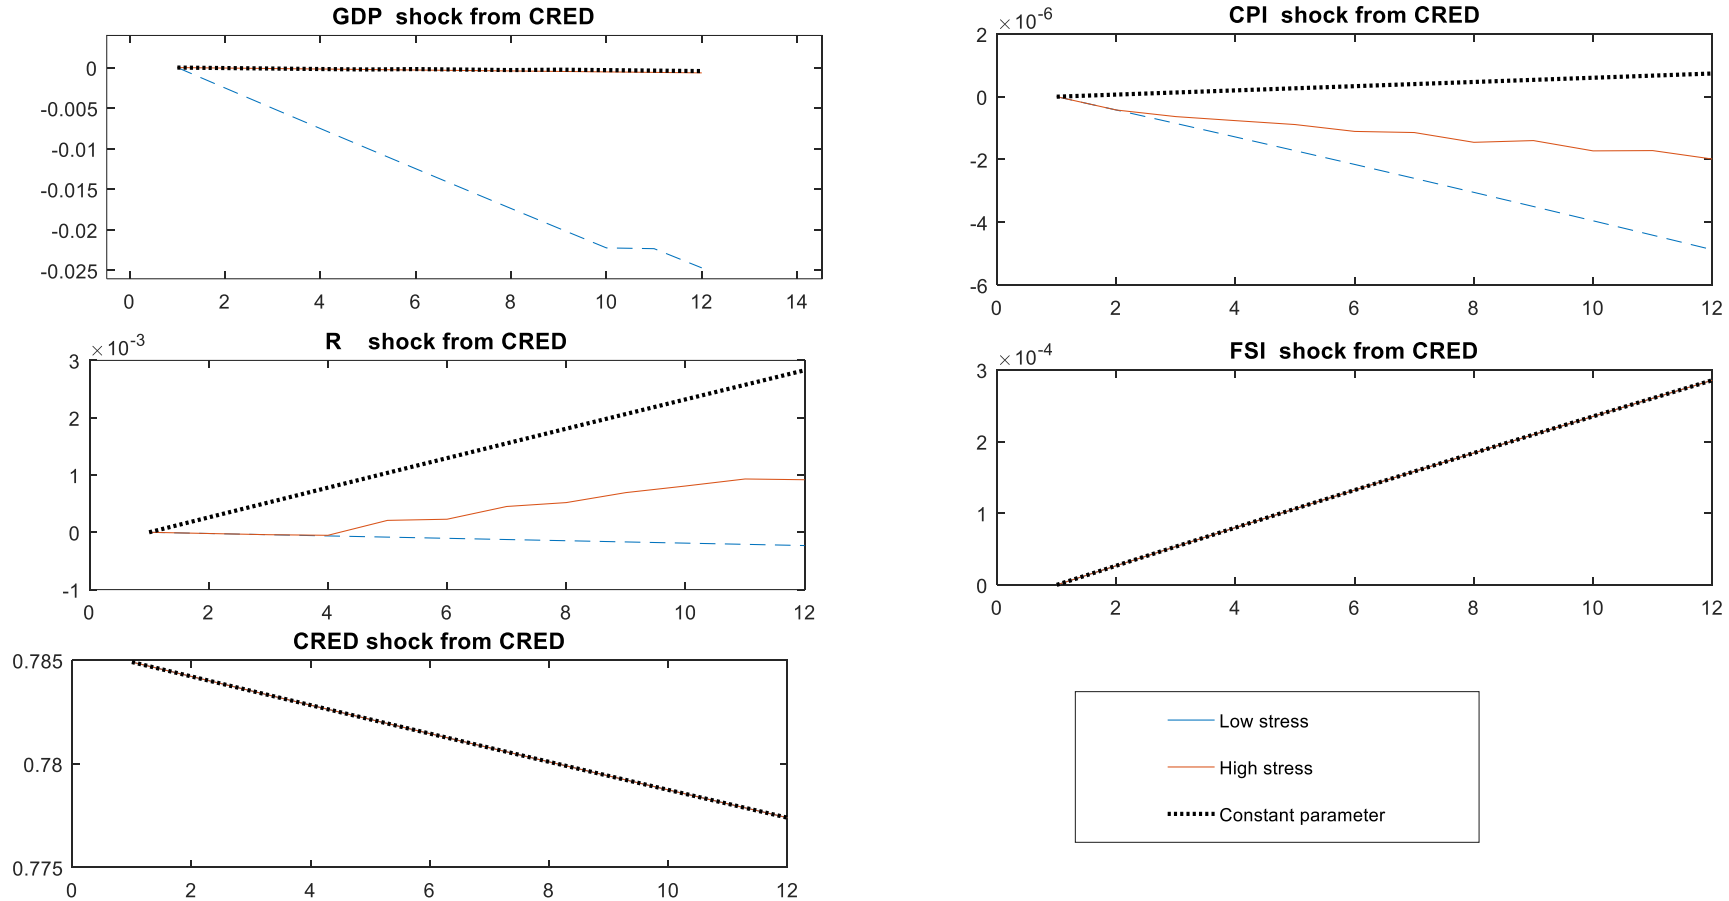 GDP shock from CRED
0
-0.005
-0.01
-0.015
-0.02
-0.025
0 2 4 6 8 10 12 14
CPI shock from CRED
×10⁻⁶
2
0
-2
-4
-6
0 2 4 6 8 10 12
R shock from CRED
×10⁻³
3
2
1
0
-1
0 2 4 6 8 10 12
FSI shock from CRED
×10⁻⁴
3
2
1
0
0 2 4 6 8 10 12
CRED shock from CRED
0.785
0.78
0.775
0 2 4 6 8 10 12
Low stress
High stress
Constant parameter